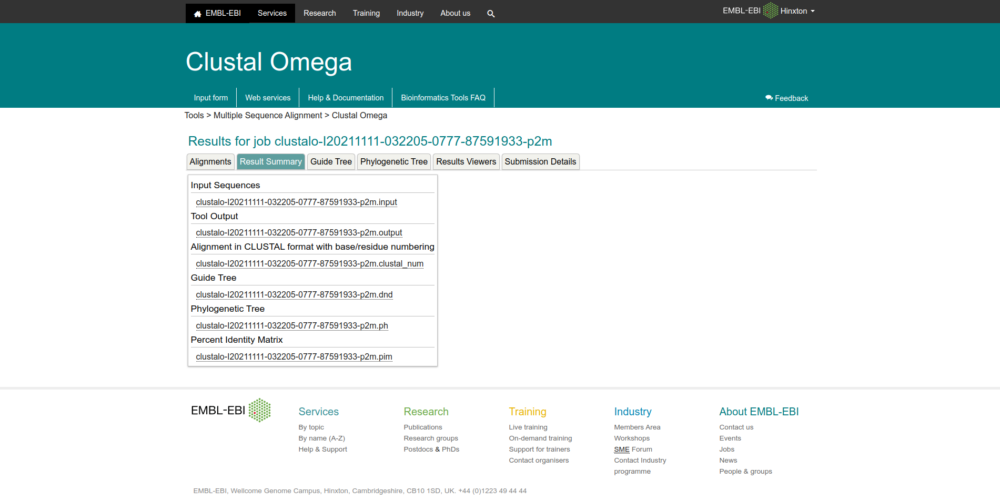 EMBL-EBI Services Research Training Industry About us EMBL-EBI Hinxton
Clustal Omega
Input form Web services Help & Documentation Bioinformatics Tools FAQ Feedback
Tools > Multiple Sequence Alignment > Clustal Omega
Results for job clustalo-I20211111-032205-0777-87591933-p2m
Alignments Result Summary Guide Tree Phylogenetic Tree Results Viewers Submission Details
Input Sequences
clustalo-I20211111-032205-0777-87591933-p2m.input
Tool Output
clustalo-I20211111-032205-0777-87591933-p2m.output
Alignment in CLUSTAL format with base/residue numbering
clustalo-I20211111-032205-0777-87591933-p2m.clustal_num
Guide Tree
clustalo-I20211111-032205-0777-87591933-p2m.dnd
Phylogenetic Tree
clustalo-I20211111-032205-0777-87591933-p2m.ph
Percent Identity Matrix
clustalo-I20211111-032205-0777-87591933-p2m.pim
EMBL-EBI
Services
By topic
By name (A-Z)
Help & Support
Research
Publications
Research groups
Postdocs & PhDs
Training
Live training
On-demand training
Support for trainers
Contact organisers
Industry
Members Area
Workshops
SME Forum
Contact Industry
programme
About EMBL-EBI
Contact us
Events
Jobs
News
People & groups
EMBL-EBI, Wellcome Genome Campus, Hinxton, Cambridgeshire, CB10 1SD, UK. +44 (0)1223 49 44 44